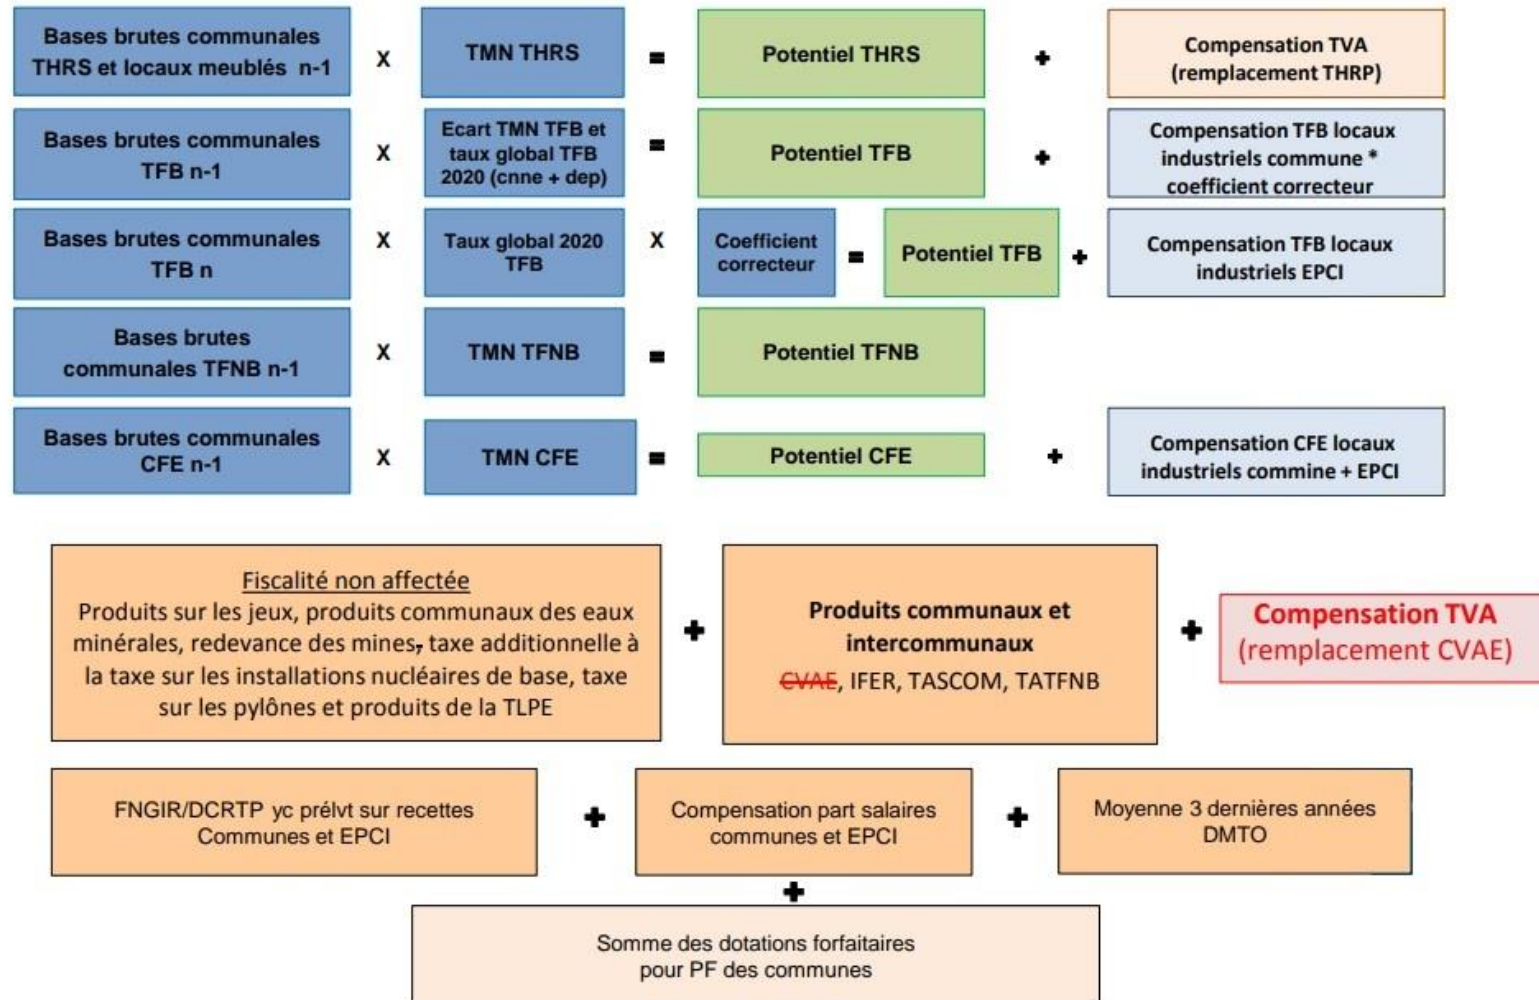 Bases brutes communales
THRS et locaux meublés n-1
X
TMN THRS
=
Potentiel THRS
+
Compensation TVA
(remplacement THRP)
Bases brutes communales
TFB n-1
X
Ecart TMN TFB et
taux global TFB
2020 (cnne + dep)
=
Potentiel TFB
+
Compensation TFB locaux
industriels commune *
coefficient correcteur
Bases brutes communales
TFB n
X
Taux global 2020
TFB
X
Coefficient
correcteur
=
Potentiel TFB
+
Compensation TFB locaux
industriels EPCI
Bases brutes
communales TFNB n-1
X
TMN TFNB
=
Potentiel TFNB
Bases brutes communales
CFE n-1
X
TMN CFE
=
Potentiel CFE
+
Compensation CFE locaux
industriels commine + EPCI
Fiscalité non affectée
Produits sur les jeux, produits communaux des eaux
minérales, redevance des mines, taxe additionnelle à
la taxe sur les installations nucléaires de base, taxe
sur les pylônes et produits de la TLPE
+
Produits communaux et
intercommunaux
CVAE, IFER, TASCOM, TATFNB
+
Compensation TVA
(remplacement CVAE)
FNGIR/DCRTP yc prélvt sur recettes
Communes et EPCI
+
Compensation part salaires
communes et EPCI
+
Moyenne 3 dernières années
DMTO
+
Somme des dotations forfaitaires
pour PF des communes